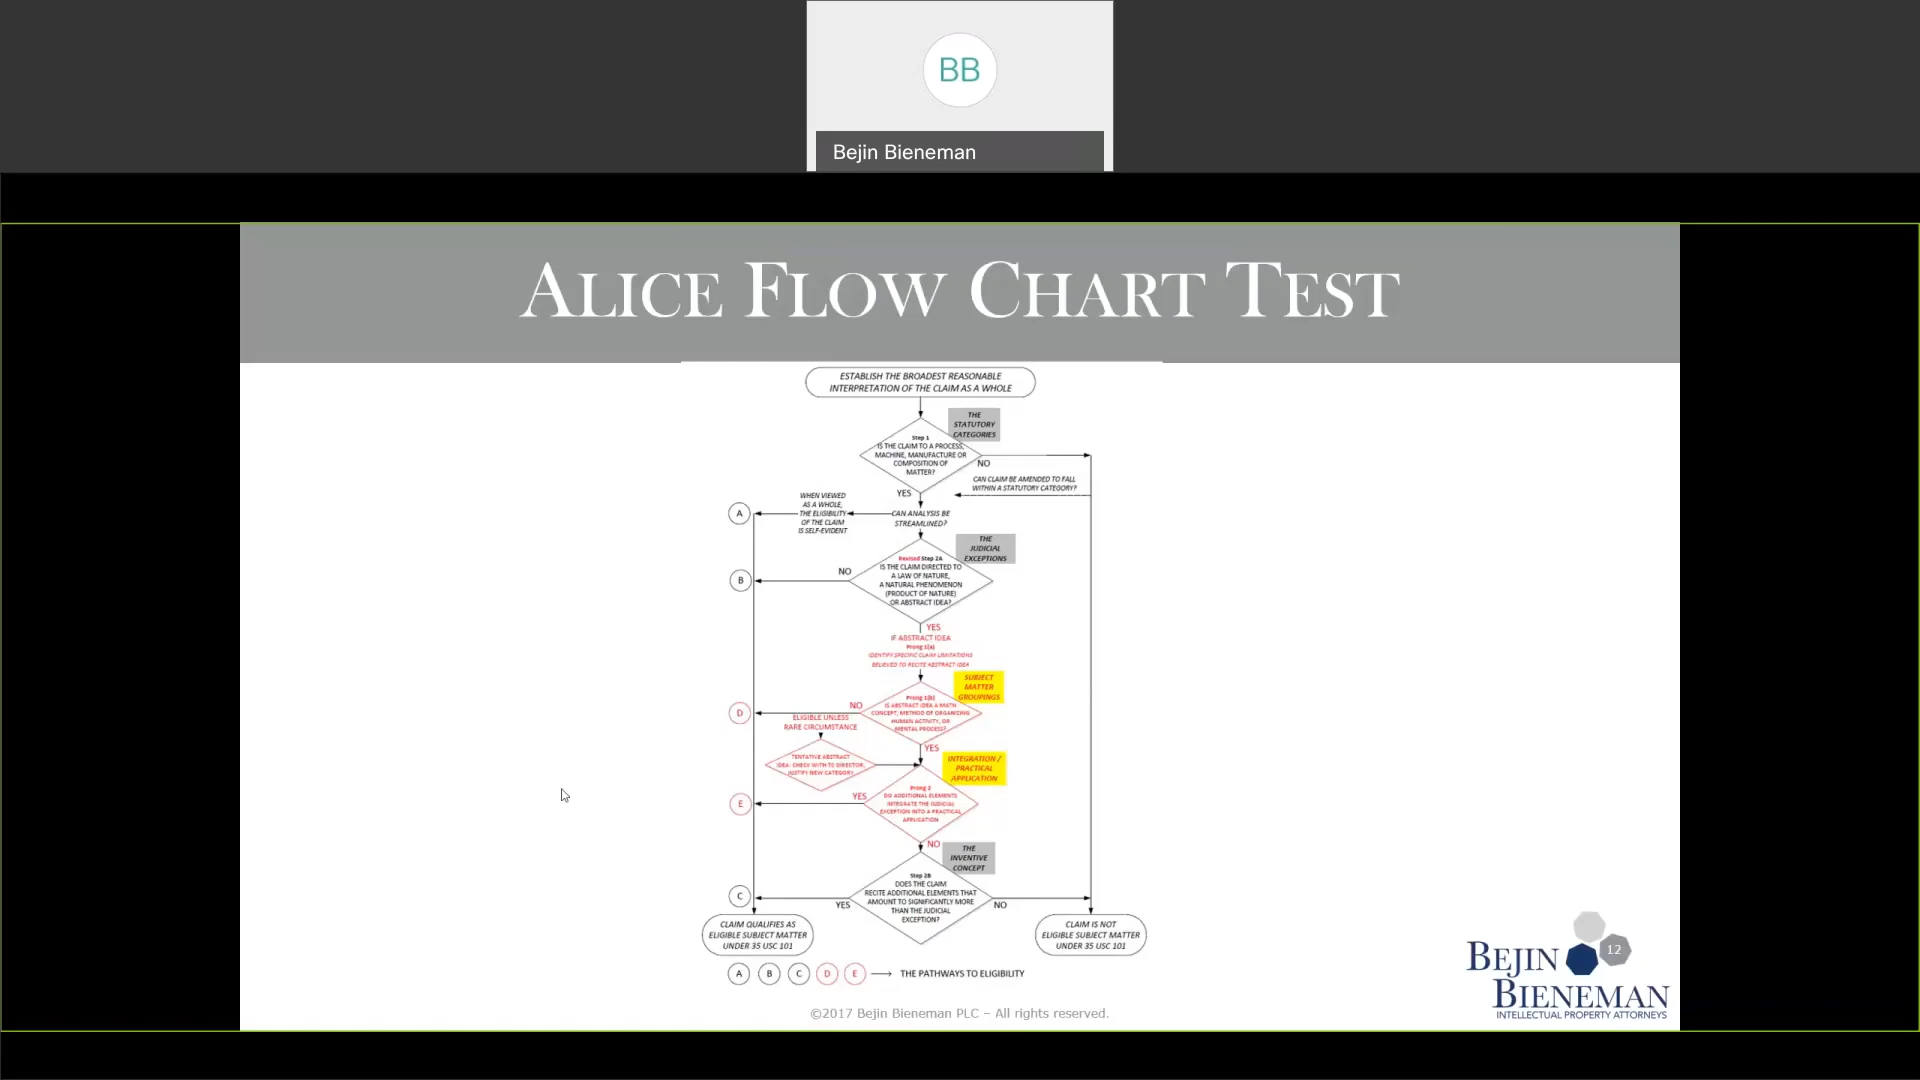 BB
Bejin Bieneman
ALICE FLOW CHART TEST
ESTABLISH THE BROADEST REASONABLE
INTERPRETATION OF THE CLAIM AS A WHOLE
THE
STATUTORY
CATEGORIES
Step 1
IS THE CLAIM TO A PROCESS,
MACHINE, MANUFACTURE OR
COMPOSITION OF
MATTER?
NO
CAN CLAIM BE AMENDED TO FALL
WITHIN A STATUTORY CATEGORY?
YES
WHEN VIEWED
AS A WHOLE,
THE ELIGIBILITY
OF THE CLAIM
IS SELF-EVIDENT
A
CAN ANALYSIS BE
STREAMLINED?
THE
JUDICIAL
EXCEPTIONS
Revised Step 2A
IS THE CLAIM DIRECTED TO
A LAW OF NATURE,
A NATURAL PHENOMENON
(PRODUCT OF NATURE)
OR ABSTRACT IDEA?
NO
B
YES
IF ABSTRACT IDEA
Prong 1(a)
IDENTIFY SPECIFIC CLAIM LIMITATIONS
BELIEVED TO RECITE ABSTRACT IDEA
SUBJECT
MATTER
GROUPINGS
Prong 1(b)
IS ABSTRACT IDEA A MATH
CONCEPT, METHOD OF ORGANIZING
HUMAN ACTIVITY, OR
MENTAL PROCESS?
NO
D
ELIGIBLE UNLESS
RARE CIRCUMSTANCE
YES
TENTATIVE ABSTRACT
IDEA: CHECK WITH TC DIRECTOR,
JUSTIFY NEW CATEGORY
INTEGRATION /
PRACTICAL
APPLICATION
Prong 2
DO ADDITIONAL ELEMENTS
INTEGRATE THE JUDICIAL
EXCEPTION INTO A PRACTICAL
APPLICATION
YES
E
NO
THE
INVENTIVE
CONCEPT
Step 2B
DOES THE CLAIM
RECITE ADDITIONAL ELEMENTS THAT
AMOUNT TO SIGNIFICANTLY MORE
THAN THE JUDICIAL
EXCEPTION?
C
YES
NO
CLAIM QUALIFIES AS
ELIGIBLE SUBJECT MATTER
UNDER 35 USC 101
CLAIM IS NOT
ELIGIBLE SUBJECT MATTER
UNDER 35 USC 101
A B C D E THE PATHWAYS TO ELIGIBILITY
©2017 Bejin Bieneman PLC – All rights reserved.
12
BEJIN
BIENEMAN
INTELLECTUAL PROPERTY ATTORNEYS